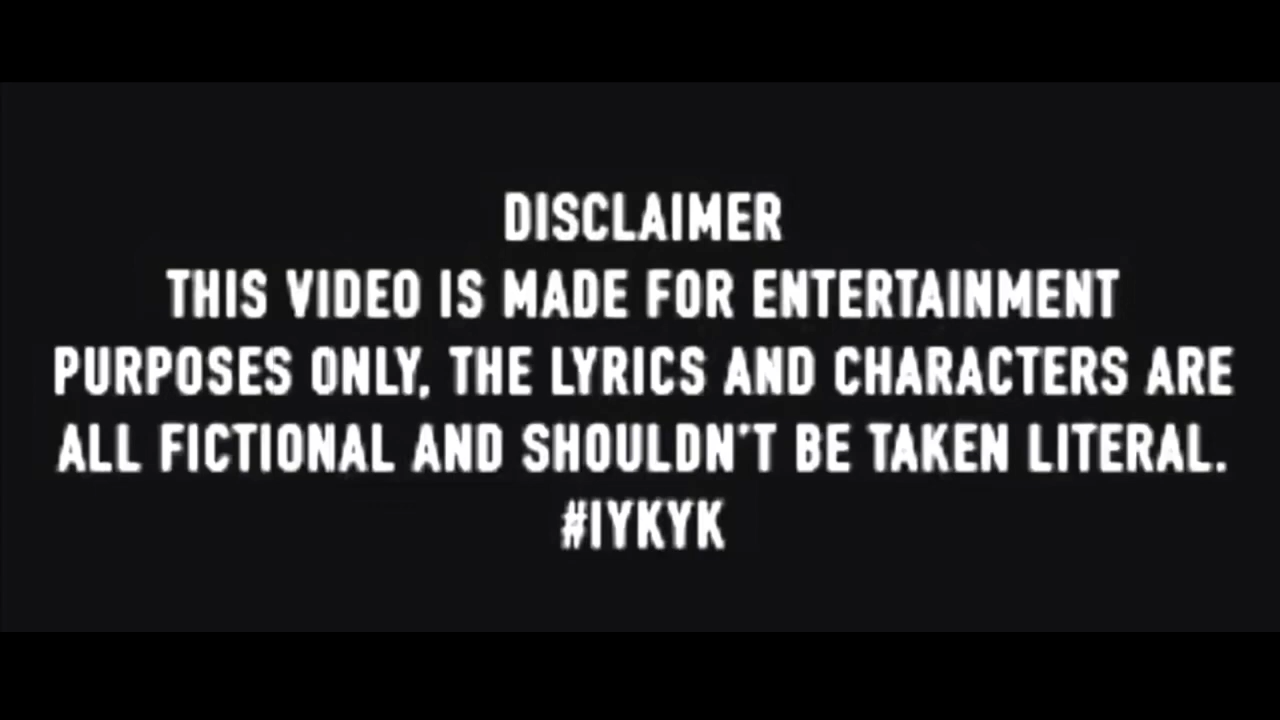 DISCLAIMER
THIS VIDEO IS MADE FOR ENTERTAINMENT
PURPOSES ONLY, THE LYRICS AND CHARACTERS ARE
ALL FICTIONAL AND SHOULDN'T BE TAKEN LITERAL.
#IYKYK